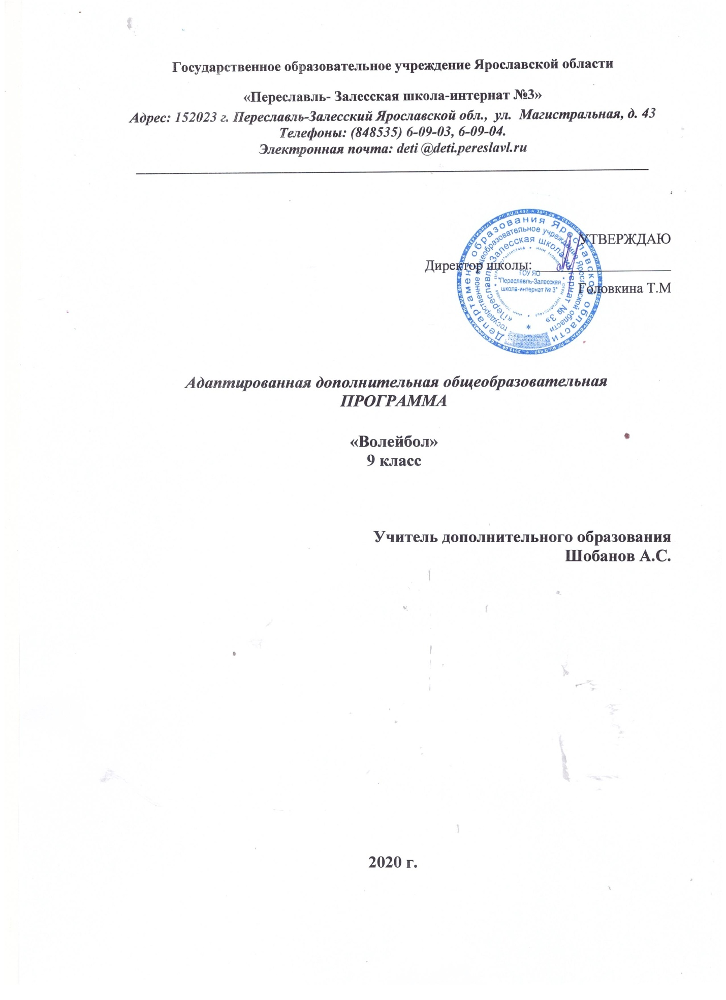 Государственное образовательное учреждение Ярославской области
«Переславль- Залесская школа-интернат №3»
Адрес: 152023 г. Переславль-Залесский Ярославской обл., ул. Магистральная, д. 43
Телефоны: (848535) 6-09-03, 6-09-04.
Электронная почта: deti @deti.pereslavl.ru
УТВЕРЖДАЮ
Директор школы:
Головкина Т.М
Департамент образования Ярославской области
государственное общеобразовательное учреждение Ярославской области
«Переславль-Залесская школа-интернат № 3»
ГОУ ЯО
"Переславль-Залесская
школа-интернат № 3"
Адаптированная дополнительная общеобразовательная
ПРОГРАММА
«Волейбол»
9 класс
Учитель дополнительного образования
Шобанов А.С.
2020 г.